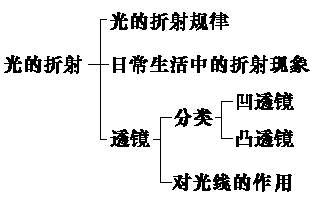 光的折射规律
光的折射
日常生活中的折射现象
凹透镜
分类
凸透镜
透镜
对光线的作用